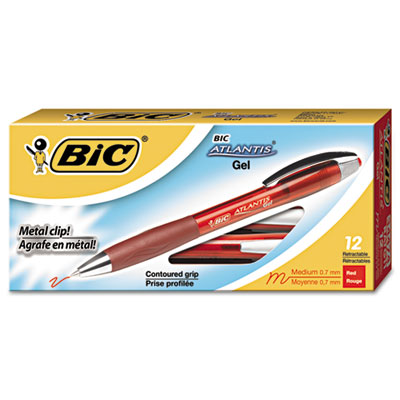 BiC
BIC
ATLANTIS®
Gel
Metal clip!
Agrafe en métal!
BIC ATLANTIS Gel
Contoured grip
Prise profilée
m Medium 0.7 mm
Moyenne 0,7 mm
12
Retractable
Rétractables
Red
Rouge